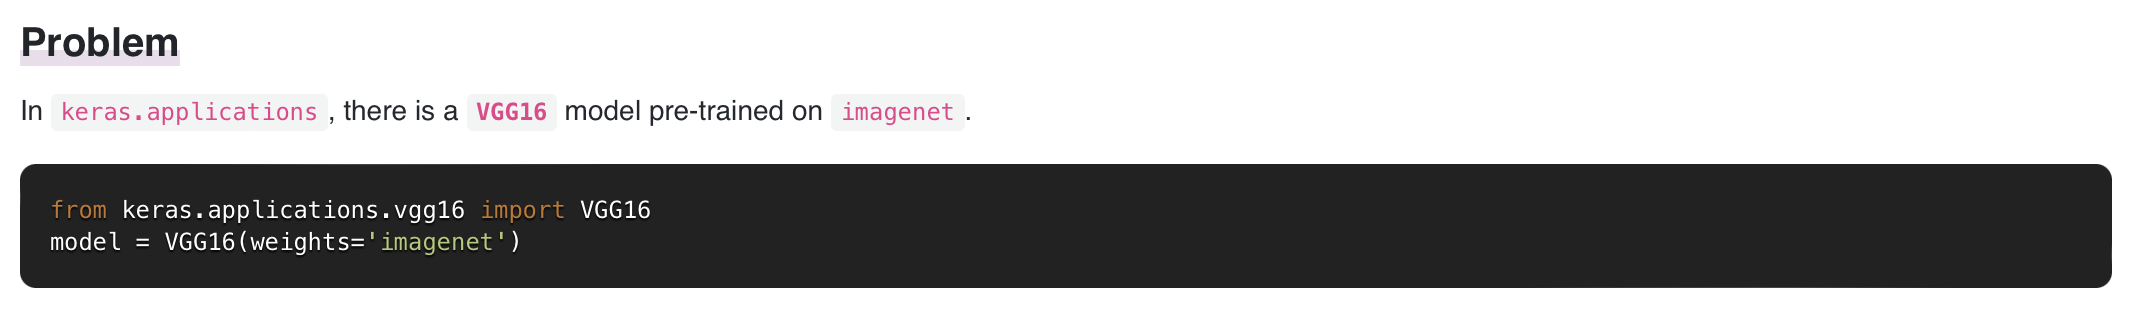 Problem
In keras.applications, there is a VGG16 model pre-trained on imagenet.
from keras.applications.vgg16 import VGG16
model = VGG16(weights='imagenet')